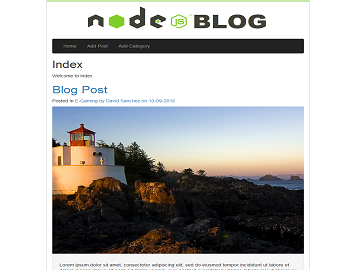 node JS BLOG
Home Add Post Add Category
Index
Welcome to index
Blog Post
Posted in E-Gaming by David Sanchez on 10-09-2016
Lorem ipsum dolor sit amet, consectetur adipiscing elit, sed do eiusmod tempor incididunt ut labore et